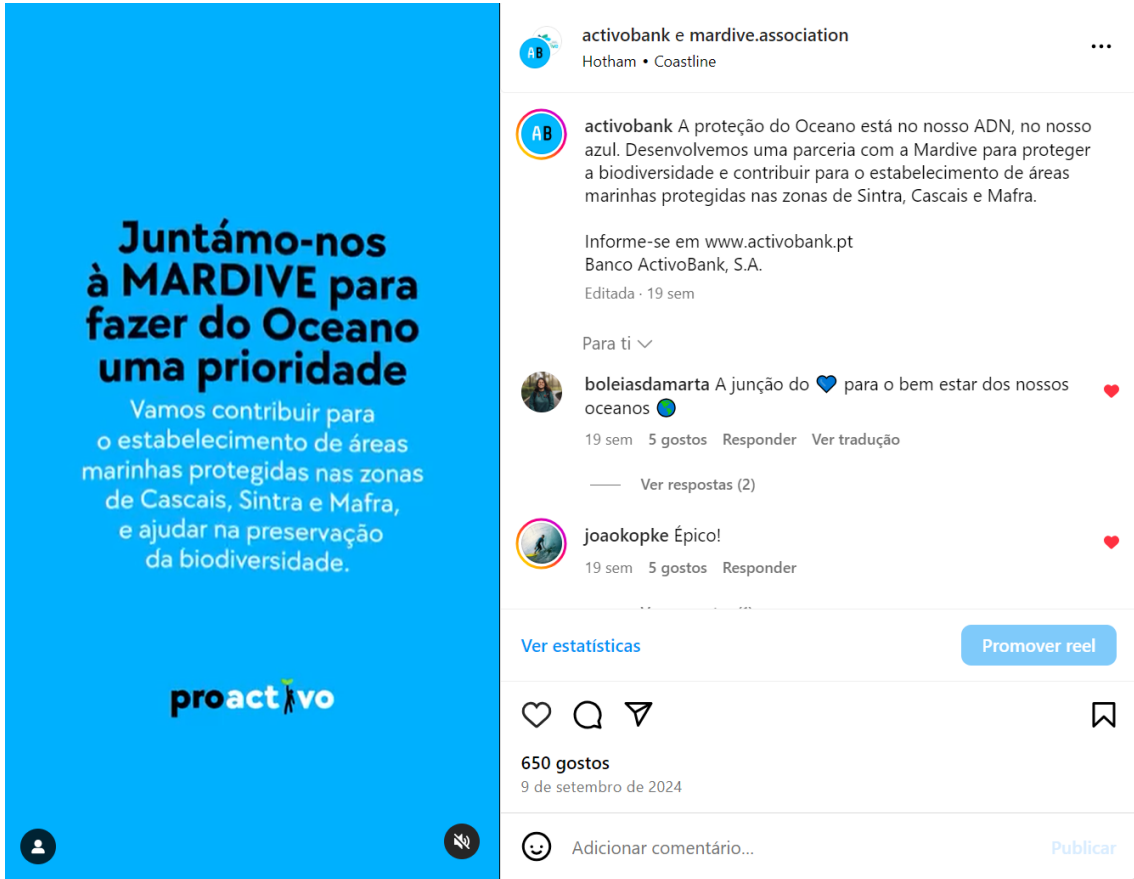 Juntámo-nos
à MARDIVE para
fazer do Oceano
uma prioridade
Vamos contribuir para
o estabelecimento de áreas
marinhas protegidas nas zonas
de Cascais, Sintra e Mafra,
e ajudar na preservação
da biodiversidade.
proactivo
AB
activobank e mardive.association
Hotham • Coastline
AB
activobank A proteção do Oceano está no nosso ADN, no nosso
azul. Desenvolvemos uma parceria com a Mardive para proteger
a biodiversidade e contribuir para o estabelecimento de áreas
marinhas protegidas nas zonas de Sintra, Cascais e Mafra.
Informe-se em www.activobank.pt
Banco ActivoBank, S.A.
Editada · 19 sem
Para ti
boleiasdamarta A junção do 💙 para o bem estar dos nossos
oceanos 🌎
19 sem 5 gostos Responder Ver tradução
Ver respostas (2)
joaokopke Épico!
19 sem 5 gostos Responder
Ver estatísticas
Promover reel
650 gostos
9 de setembro de 2024
Adicionar comentário...
Publicar